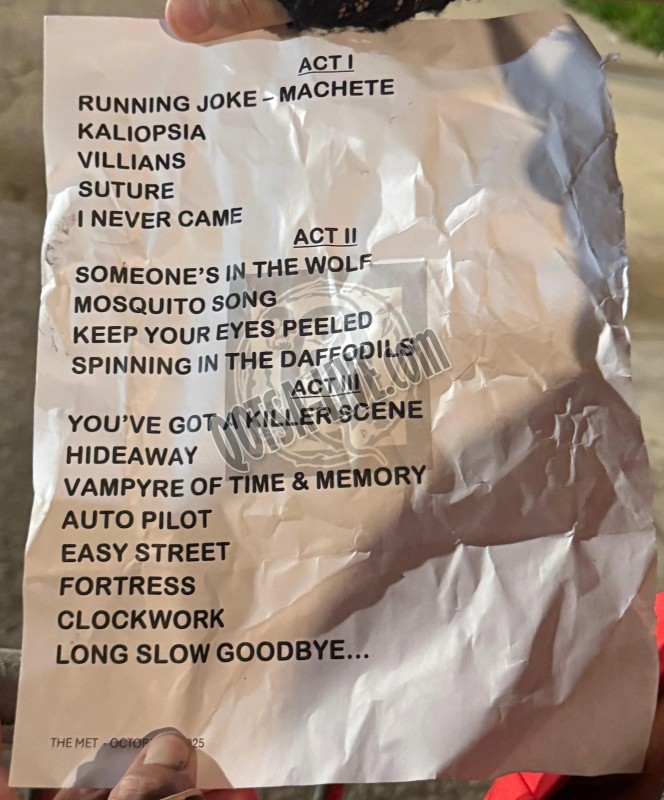 ACT I
RUNNING JOKE – MACHETE
KALIOPSIA
VILLIANS
SUTURE
I NEVER CAME
ACT II
SOMEONE'S IN THE WOLF
MOSQUITO SONG
KEEP YOUR EYES PEELED
SPINNING IN THE DAFFODILS
ACT III
YOU'VE GOT A KILLER SCENE
HIDEAWAY
VAMPYRE OF TIME & MEMORY
AUTO PILOT
EASY STREET
FORTRESS
CLOCKWORK
LONG SLOW GOODBYE...
QOTSALIVE.com
THE MET -